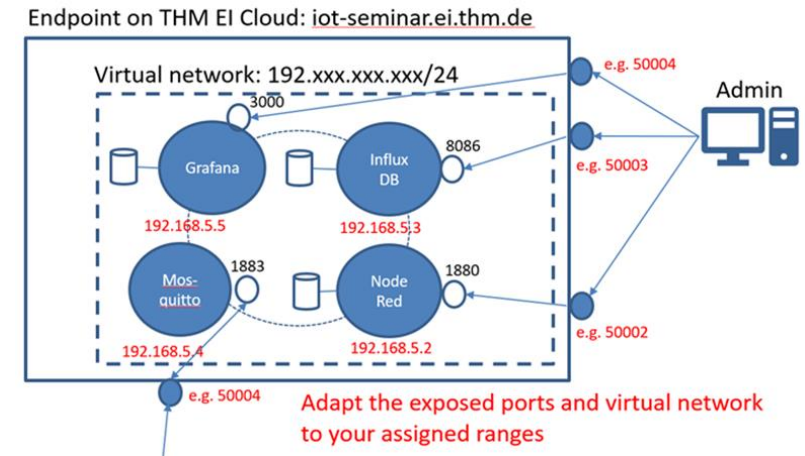 Endpoint on THM EI Cloud: iot-seminar.ei.thm.de
e.g. 50004
Virtual network: 192.xxx.xxx.xxx/24
Admin
3000
8086
Grafana
Influx
DB
e.g. 50003
192.168.5.5
192.168.5.3
1883
1880
Mos-
quitto
Node
Red
e.g. 50002
192.168.5.4
192.168.5.2
e.g. 50004
Adapt the exposed ports and virtual network
to your assigned ranges